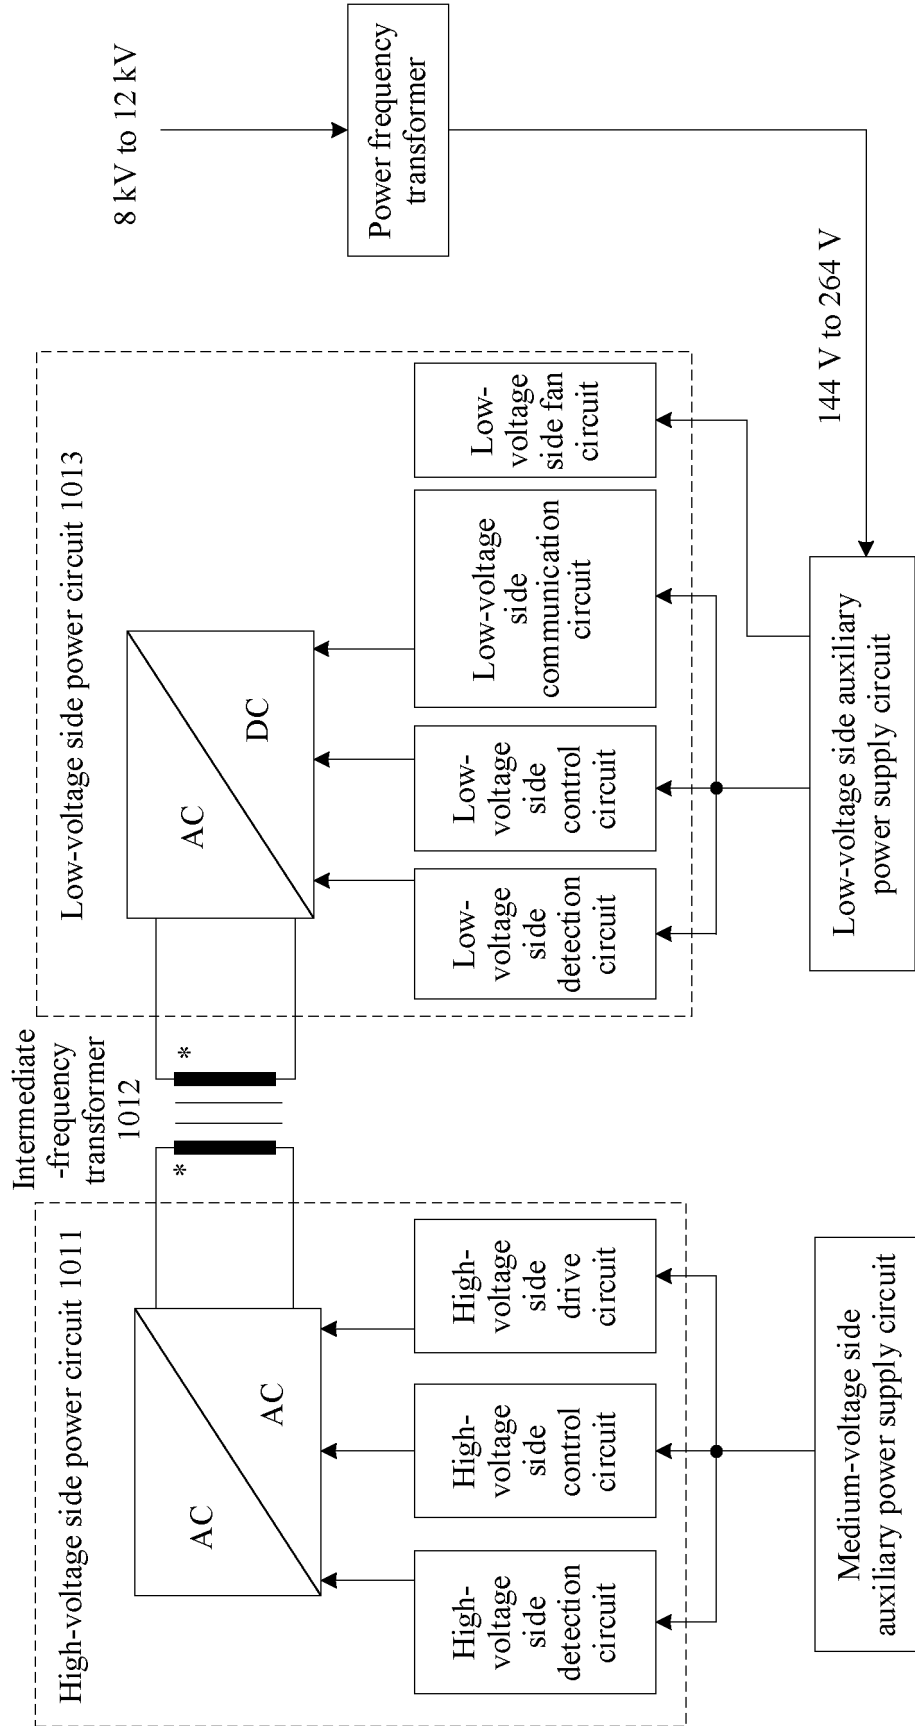 High-voltage side power circuit 1011
AC
AC
High-
voltage
side
detection
circuit
High-
voltage
side
control
circuit
High-
voltage
side
drive
circuit
Medium-voltage side
auxiliary power supply circuit
Intermediate
-frequency
transformer
1012
*
*
Low-voltage side power circuit 1013
AC
DC
Low-
voltage
side
detection
circuit
Low-
voltage
side
control
circuit
Low-voltage
side
communication
circuit
Low-
voltage
side fan
circuit
Low-voltage side auxiliary
power supply circuit
144 V to 264 V
8 kV to 12 kV
Power frequency
transformer